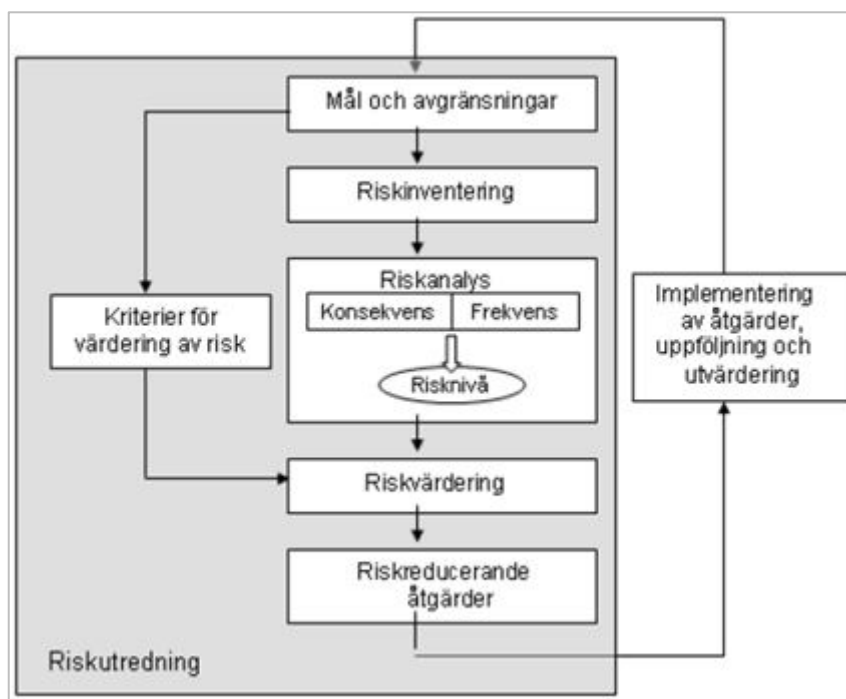 Mål och avgränsningar
Riskinventering
Riskanalys
Konsekvens
Frekvens
Risknivå
Kriterier för
värdering av risk
Riskvärdering
Riskreducerande
åtgärder
Implementering
av åtgärder,
uppföljning och
utvärdering
Riskutredning